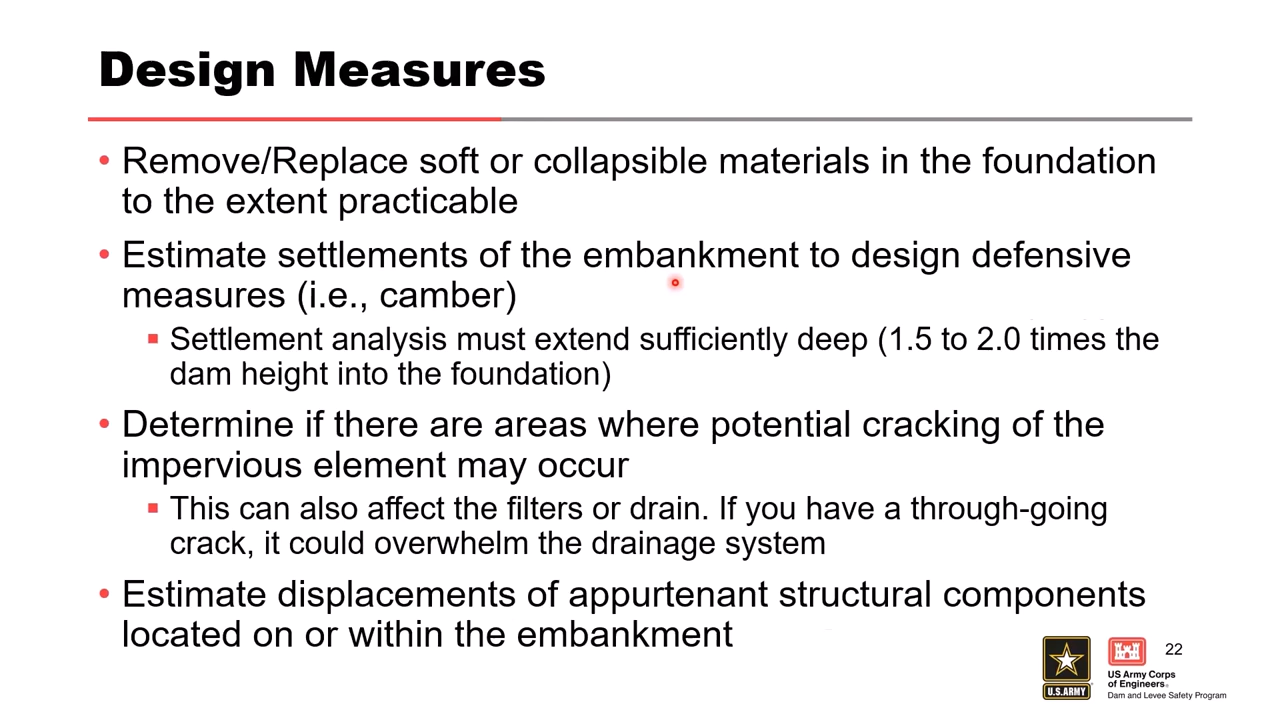 Design Measures
• Remove/Replace soft or collapsible materials in the foundation
to the extent practicable
• Estimate settlements of the embankment to design defensive
measures (i.e., camber)
▪ Settlement analysis must extend sufficiently deep (1.5 to 2.0 times the
dam height into the foundation)
• Determine if there are areas where potential cracking of the
impervious element may occur
▪ This can also affect the filters or drain. If you have a through-going
crack, it could overwhelm the drainage system
• Estimate displacements of appurtenant structural components
located on or within the embankment
22
U.S.ARMY
US Army Corps
of Engineers®
Dam and Levee Safety Program